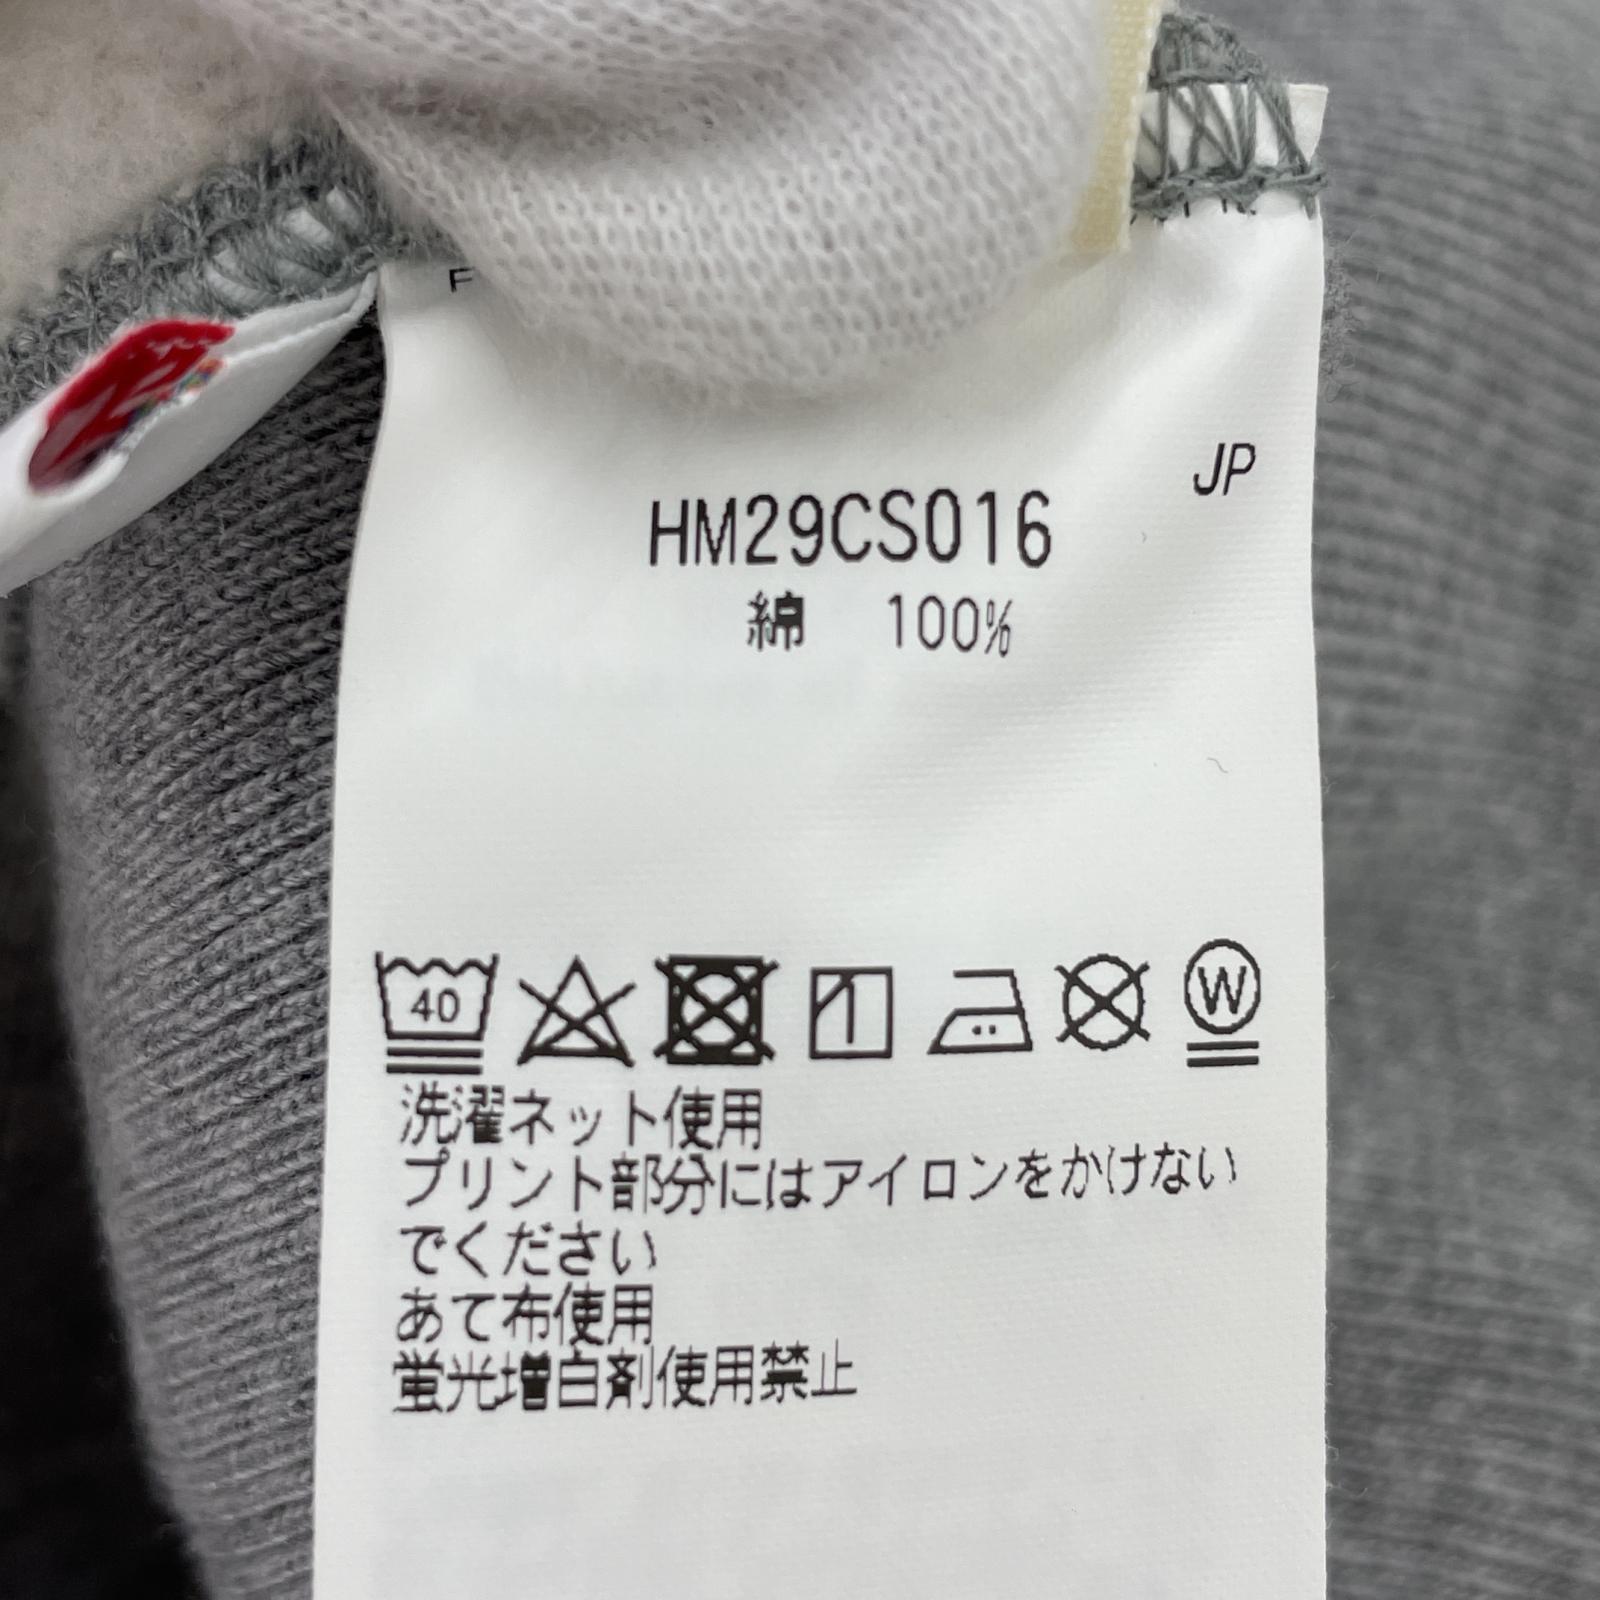 F
JP
HM29CS016
綿 100%
40
W
洗濯ネット使用
プリント部分にはアイロンをかけない
でください
あて布使用
蛍光増白剤使用禁止